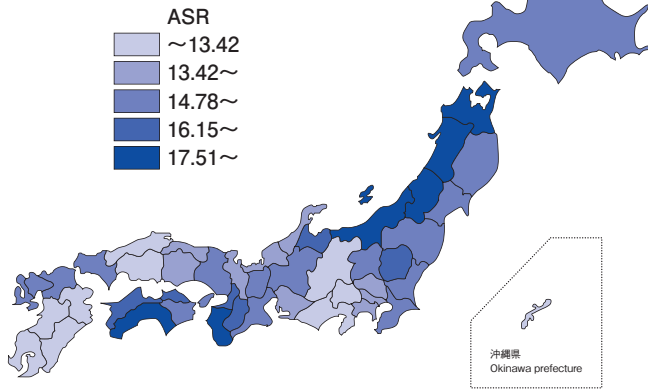 ASR
～13.42
13.42～
14.78～
16.15～
17.51～
沖縄県
Okinawa prefecture